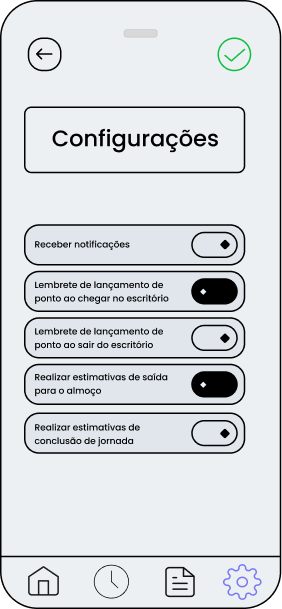 Configurações
Receber notificações
Lembrete de lançamento de
ponto ao chegar no escritório
Lembrete de lançamento de
ponto ao sair do escritório
Realizar estimativas de saída
para o almoço
Realizar estimativas de
conclusão de jornada